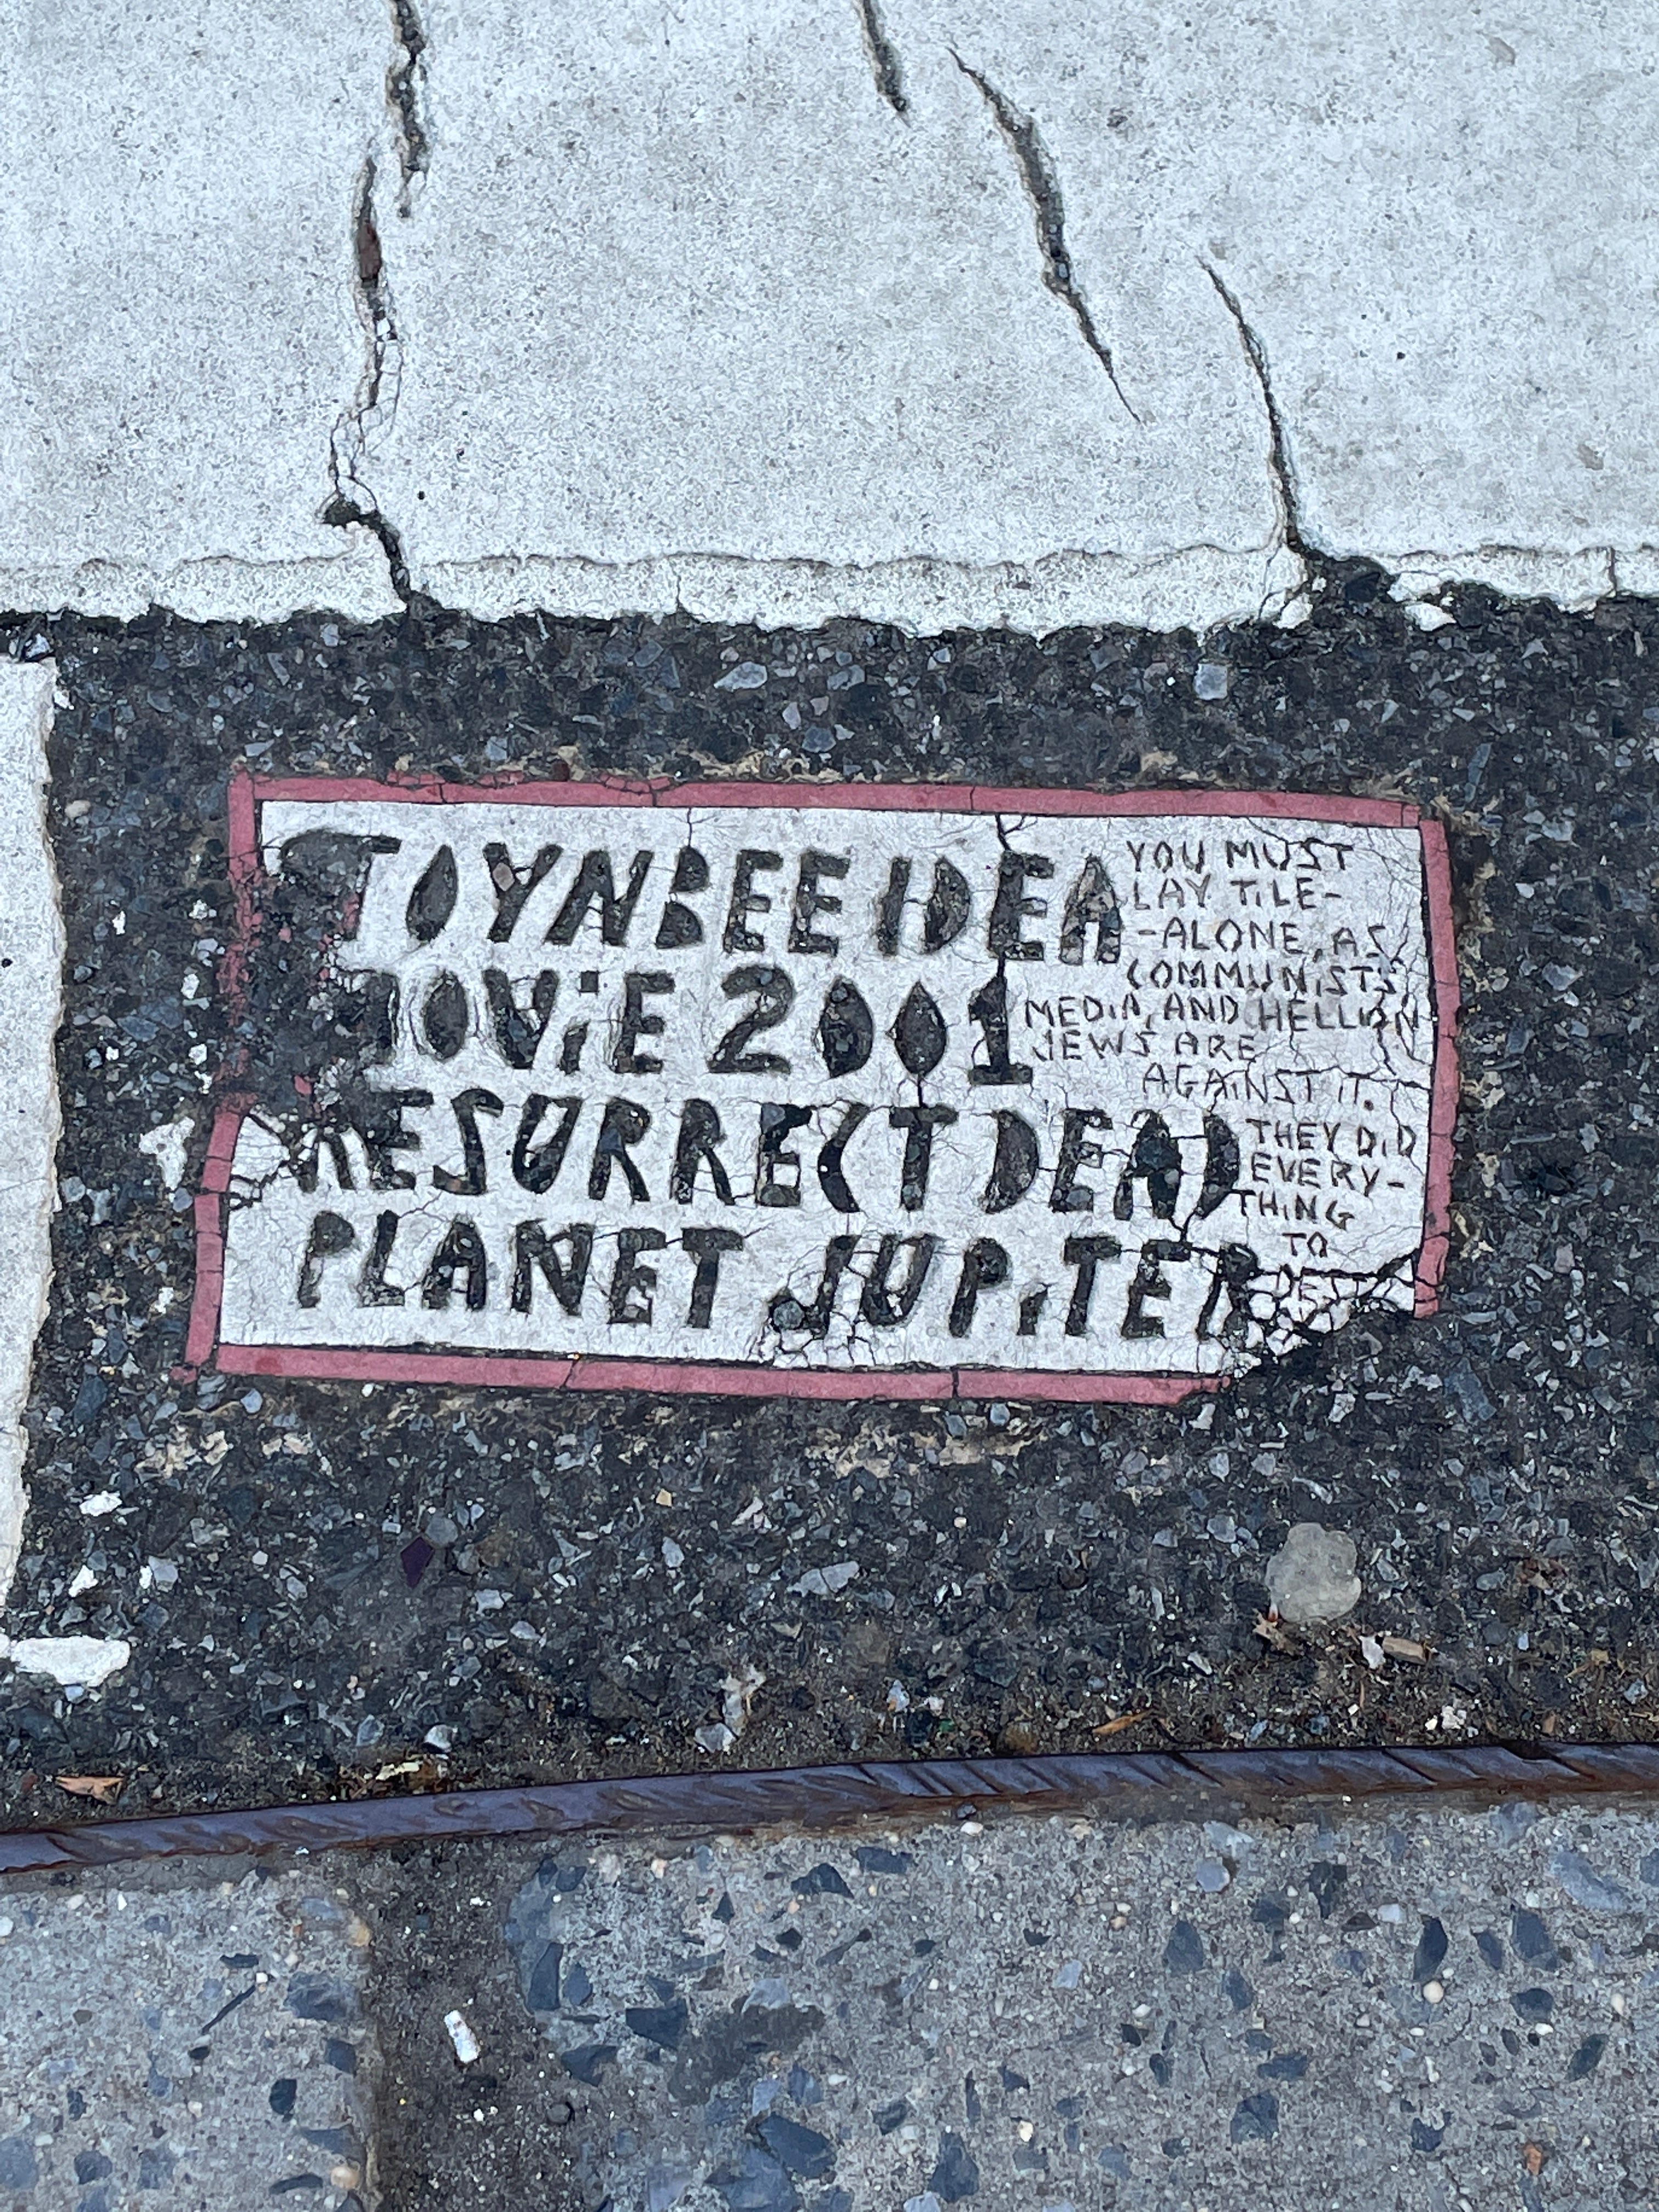 TOYNBEE IDEA
MOViE 2001
RESURRECT DEAD
PLANET JUPiTER
YOU MUST
LAY TiLE-
-ALONE, AS
COMMUNiSTS,
MEDiA, AND HELLION
JEWS ARE
AGAiNST IT.
THEY DiD
EVERY-
THiNG
TO